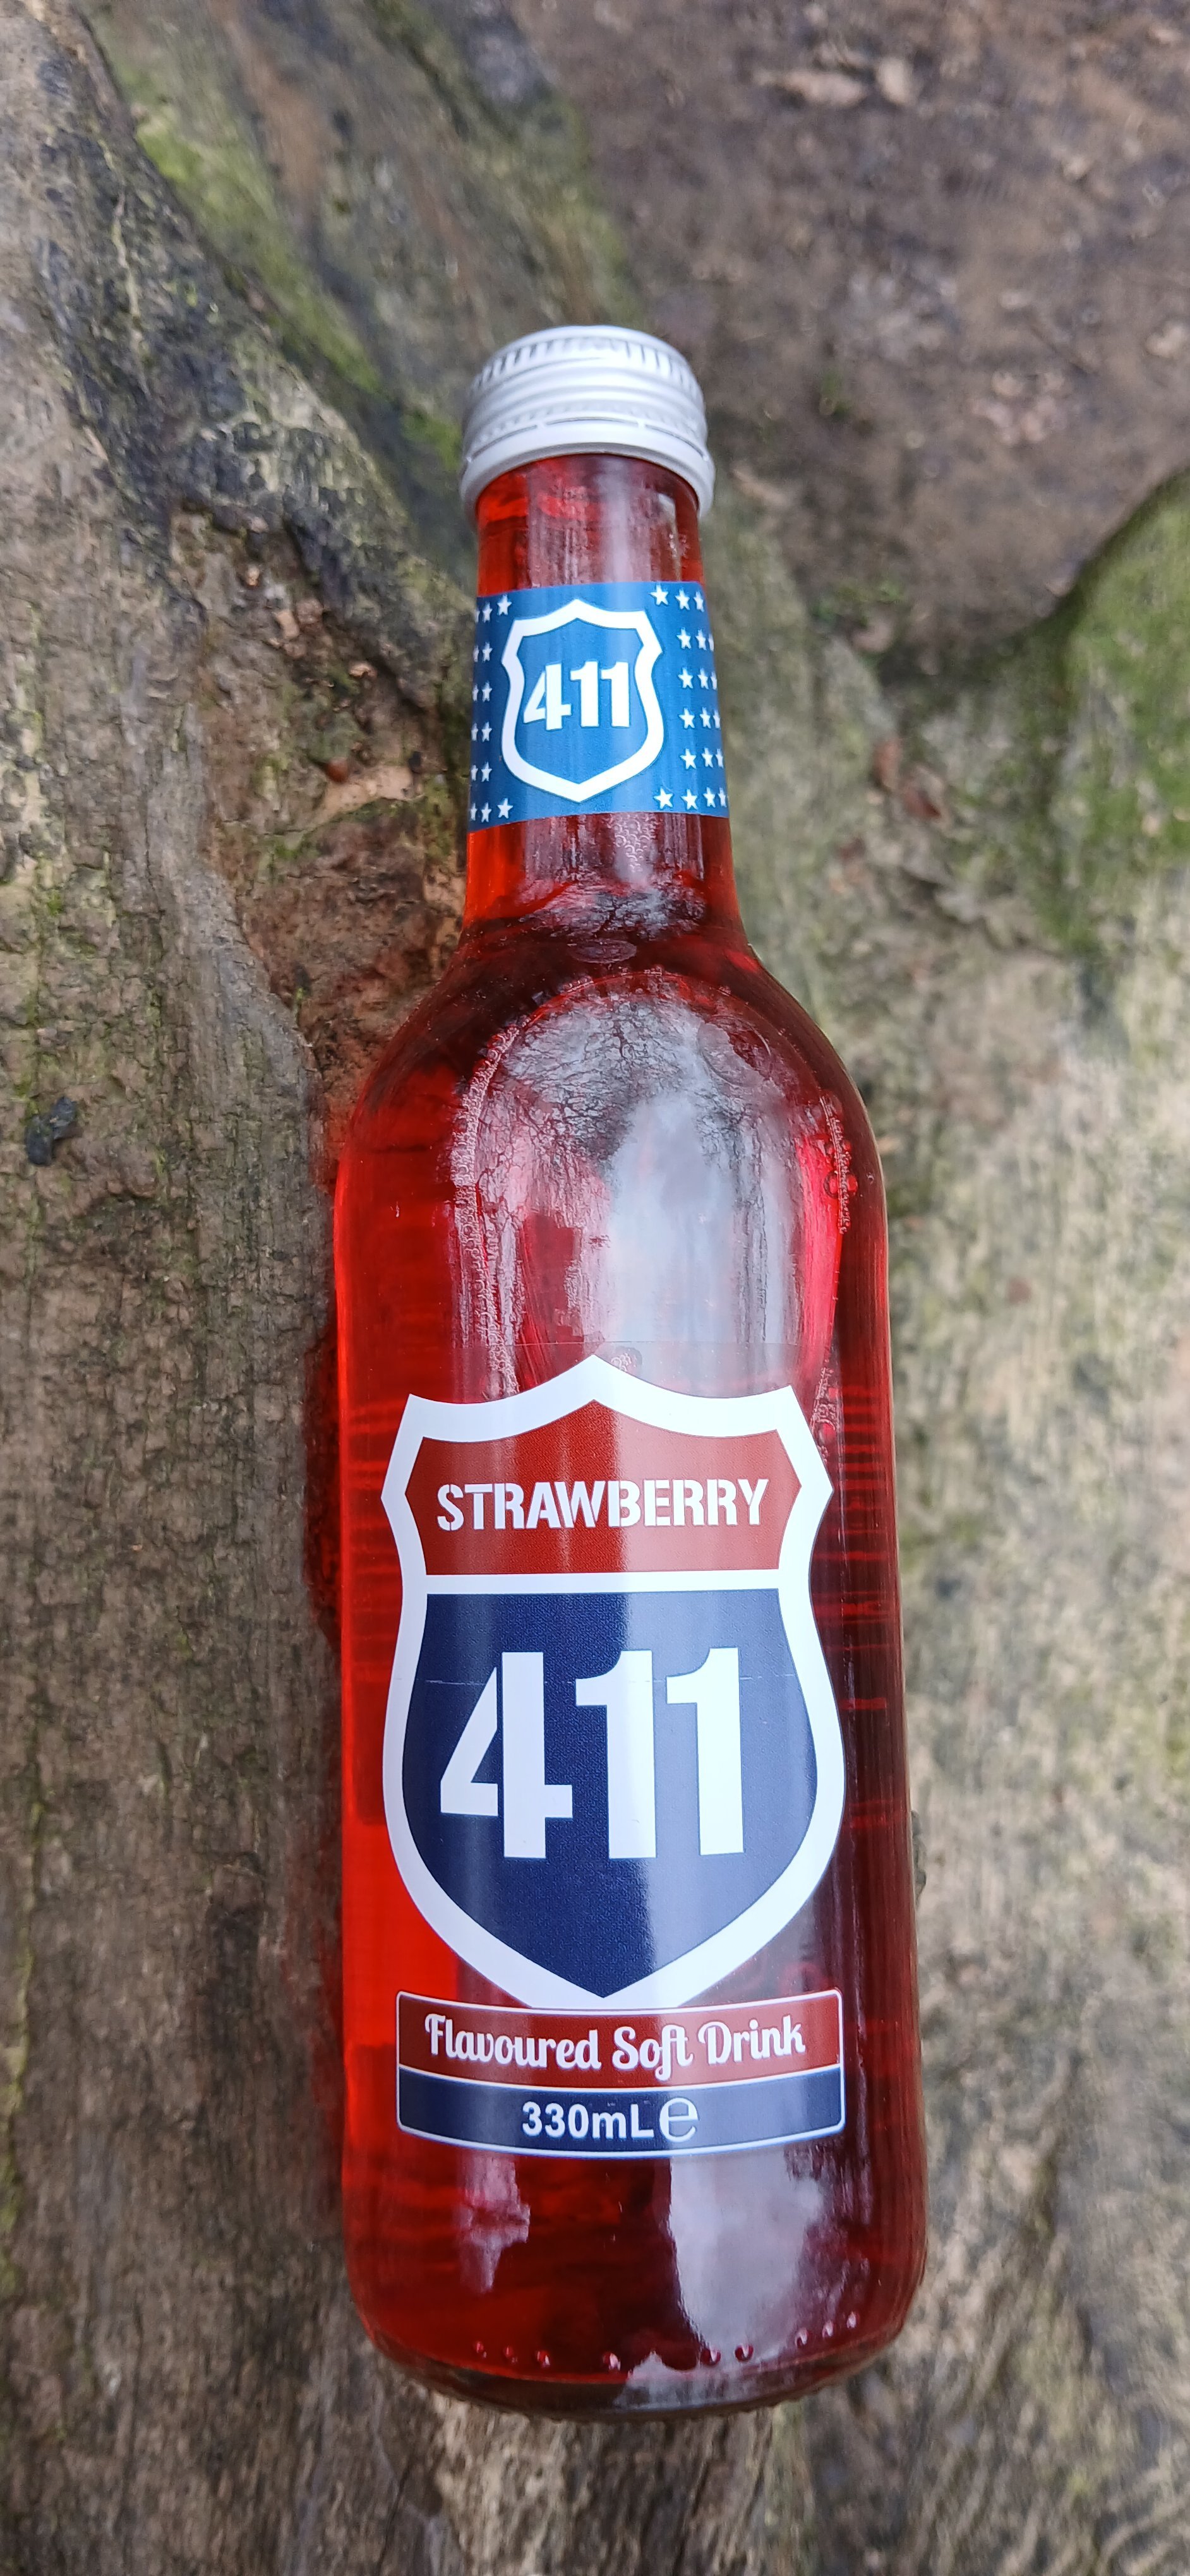 411
STRAWBERRY
411
Flavoured Soft Drink
330mL ℮